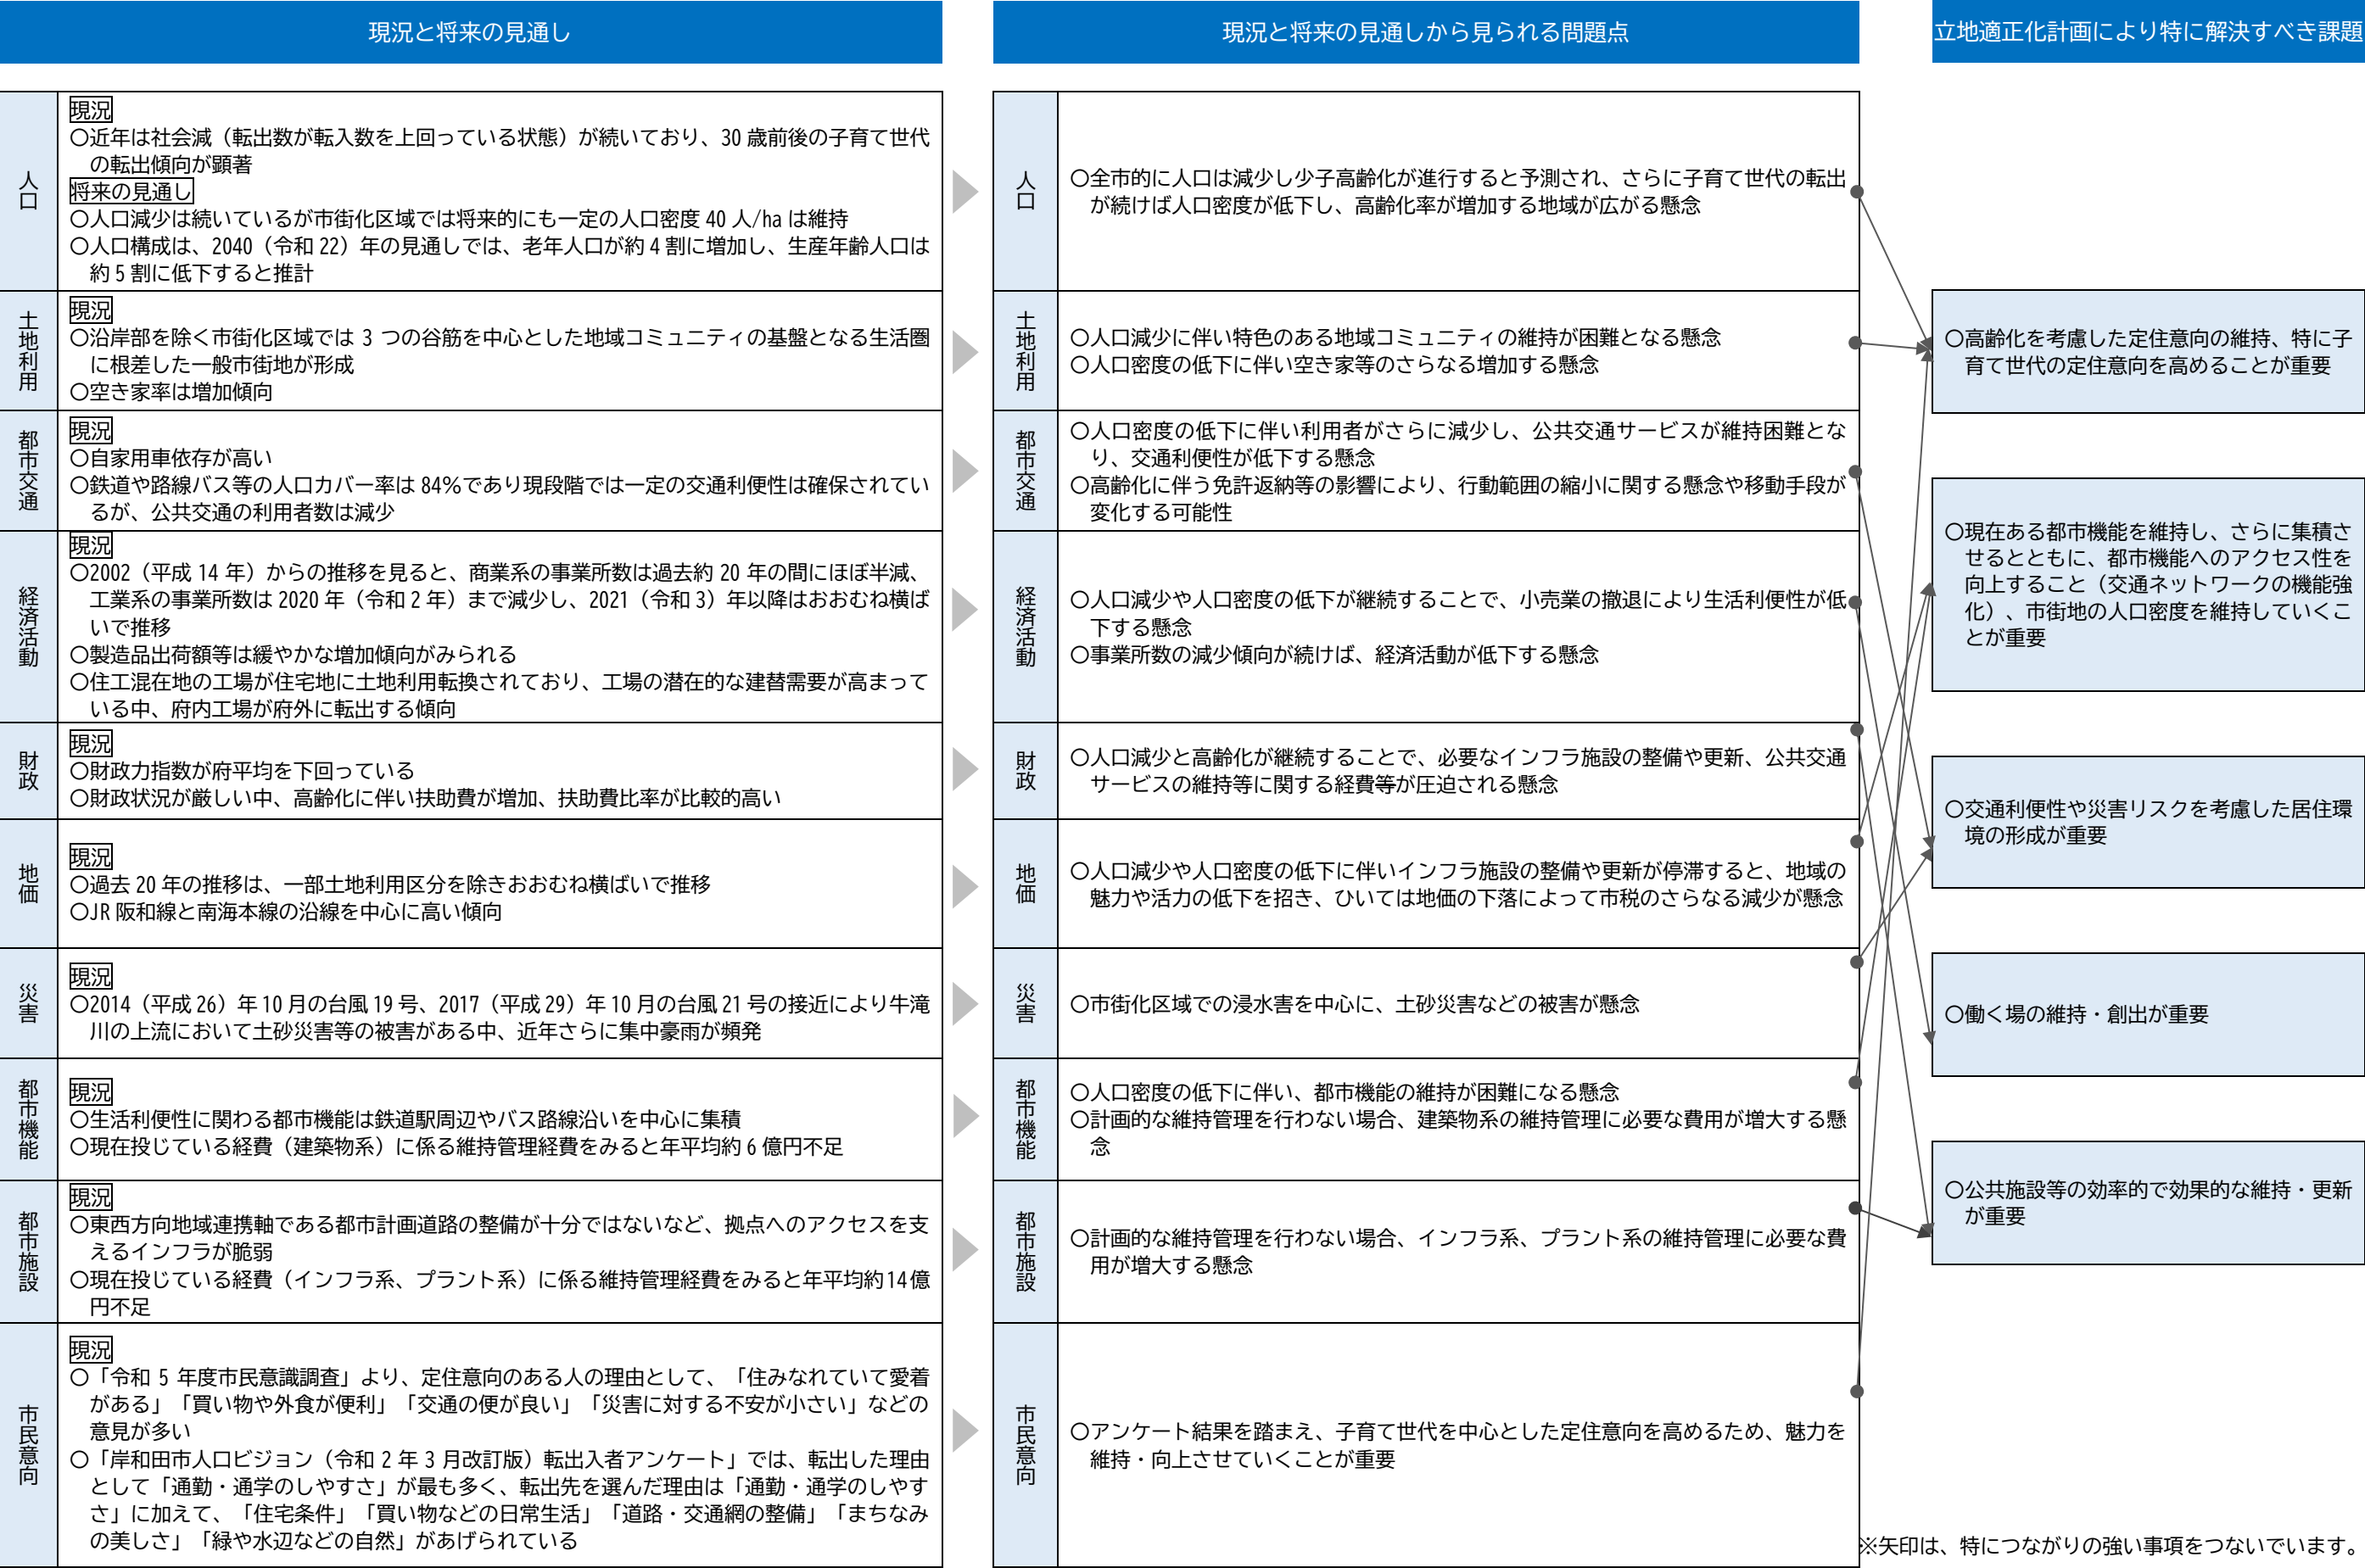 現況と将来の見通し
現況と将来の見通しから見られる問題点
立地適正化計画により特に解決すべき課題
人口
現況
〇近年は社会減（転出数が転入数を上回っている状態）が続いており、30 歳前後の子育て世代
の転出傾向が顕著
将来の見通し
〇人口減少は続いているが市街化区域では将来的にも一定の人口密度 40 人/ha は維持
〇人口構成は、2040（令和 22）年の見通しでは、老年人口が約 4 割に増加し、生産年齢人口は
約 5 割に低下すると推計
土地利用
現況
〇沿岸部を除く市街化区域では 3 つの谷筋を中心とした地域コミュニティの基盤となる生活圏
に根差した一般市街地が形成
〇空き家率は増加傾向
都市交通
現況
〇自家用車依存が高い
〇鉄道や路線バス等の人口カバー率は 84％であり現段階では一定の交通利便性は確保されてい
るが、公共交通の利用者数は減少
経済活動
現況
〇2002（平成 14 年）からの推移を見ると、商業系の事業所数は過去約 20 年の間にほぼ半減、
工業系の事業所数は 2020 年（令和 2 年）まで減少し、2021（令和 3）年以降はおおむね横ば
いで推移
〇製造品出荷額等は緩やかな増加傾向がみられる
〇住工混在地の工場が住宅地に土地利用転換されており、工場の潜在的な建替需要が高まって
いる中、府内工場が府外に転出する傾向
財政
現況
〇財政力指数が府平均を下回っている
〇財政状況が厳しい中、高齢化に伴い扶助費が増加、扶助費比率が比較的高い
地価
現況
〇過去 20 年の推移は、一部土地利用区分を除きおおむね横ばいで推移
〇JR 阪和線と南海本線の沿線を中心に高い傾向
災害
現況
〇2014（平成 26）年 10 月の台風 19 号、2017（平成 29）年 10 月の台風 21 号の接近により牛滝
川の上流において土砂災害等の被害がある中、近年さらに集中豪雨が頻発
都市機能
現況
〇生活利便性に関わる都市機能は鉄道駅周辺やバス路線沿いを中心に集積
〇現在投じている経費（建築物系）に係る維持管理経費をみると年平均約 6 億円不足
都市施設
現況
〇東西方向地域連携軸である都市計画道路の整備が十分ではないなど、拠点へのアクセスを支
えるインフラが脆弱
〇現在投じている経費（インフラ系、プラント系）に係る維持管理経費をみると年平均約14億
円不足
市民意向
現況
〇「令和 5 年度市民意識調査」より、定住意向のある人の理由として、「住みなれていて愛着
がある」「買い物や外食が便利」「交通の便が良い」「災害に対する不安が小さい」などの
意見が多い
〇「岸和田市人口ビジョン（令和 2 年 3 月改訂版）転出入者アンケート」では、転出した理由
として「通勤・通学のしやすさ」が最も多く、転出先を選んだ理由は「通勤・通学のしやす
さ」に加えて、「住宅条件」「買い物などの日常生活」「道路・交通網の整備」「まちなみ
の美しさ」「緑や水辺などの自然」があげられている
人口
〇全市的に人口は減少し少子高齢化が進行すると予測され、さらに子育て世代の転出
が続けば人口密度が低下し、高齢化率が増加する地域が広がる懸念
土地利用
〇人口減少に伴い特色のある地域コミュニティの維持が困難となる懸念
〇人口密度の低下に伴い空き家等のさらなる増加する懸念
都市交通
〇人口密度の低下に伴い利用者がさらに減少し、公共交通サービスが維持困難とな
り、交通利便性が低下する懸念
〇高齢化に伴う免許返納等の影響により、行動範囲の縮小に関する懸念や移動手段が
変化する可能性
経済活動
〇人口減少や人口密度の低下が継続することで、小売業の撤退により生活利便性が低
下する懸念
〇事業所数の減少傾向が続けば、経済活動が低下する懸念
財政
〇人口減少と高齢化が継続することで、必要なインフラ施設の整備や更新、公共交通
サービスの維持等に関する経費等が圧迫される懸念
地価
〇人口減少や人口密度の低下に伴いインフラ施設の整備や更新が停滞すると、地域の
魅力や活力の低下を招き、ひいては地価の下落によって市税のさらなる減少が懸念
災害
〇市街化区域での浸水害を中心に、土砂災害などの被害が懸念
都市機能
〇人口密度の低下に伴い、都市機能の維持が困難になる懸念
〇計画的な維持管理を行わない場合、建築物系の維持管理に必要な費用が増大する懸
念
都市施設
〇計画的な維持管理を行わない場合、インフラ系、プラント系の維持管理に必要な費
用が増大する懸念
市民意向
〇アンケート結果を踏まえ、子育て世代を中心とした定住意向を高めるため、魅力を
維持・向上させていくことが重要
〇高齢化を考慮した定住意向の維持、特に子
育て世代の定住意向を高めることが重要
〇現在ある都市機能を維持し、さらに集積さ
せるとともに、都市機能へのアクセス性を
向上すること（交通ネットワークの機能強
化）、市街地の人口密度を維持していくこ
とが重要
〇交通利便性や災害リスクを考慮した居住環
境の形成が重要
〇働く場の維持・創出が重要
〇公共施設等の効率的で効果的な維持・更新
が重要
※矢印は、特につながりの強い事項をつないでいます。